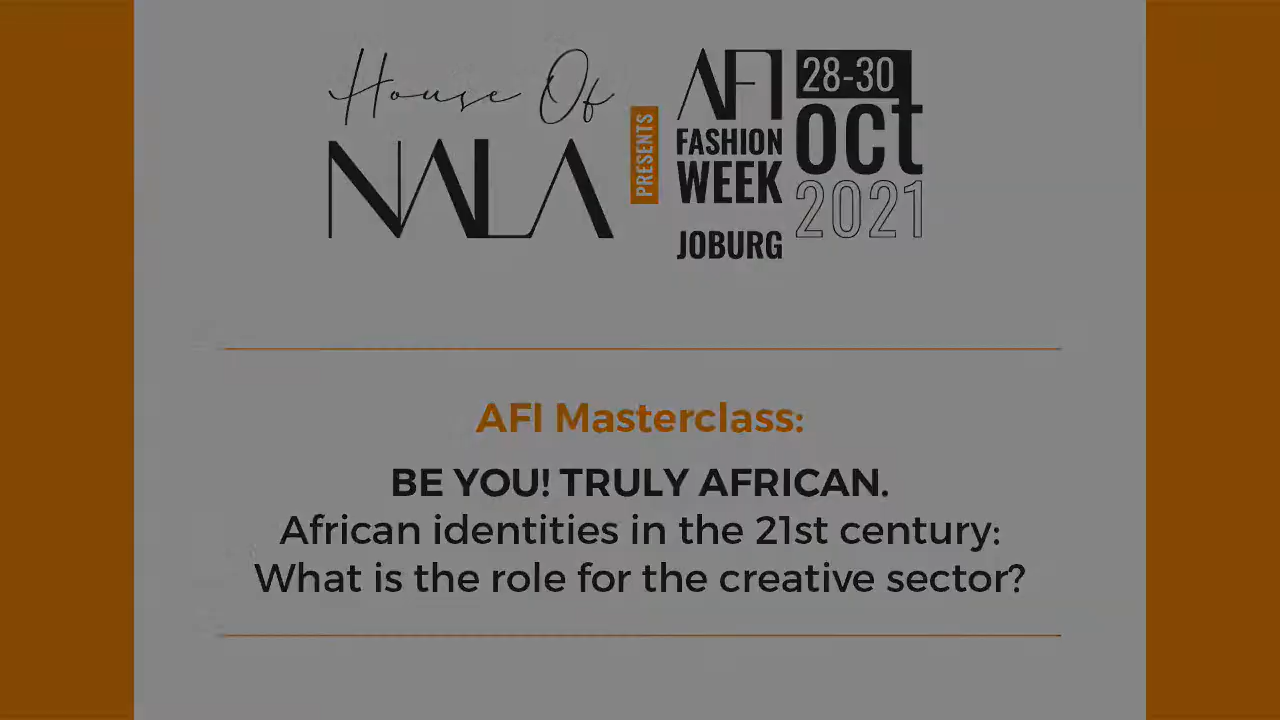 House Of
NALA
PRESENTS
AFI
FASHION
WEEK
JOBURG
28-30
oct
2021
AFI Masterclass:
BE YOU! TRULY AFRICAN.
African identities in the 21st century:
What is the role for the creative sector?